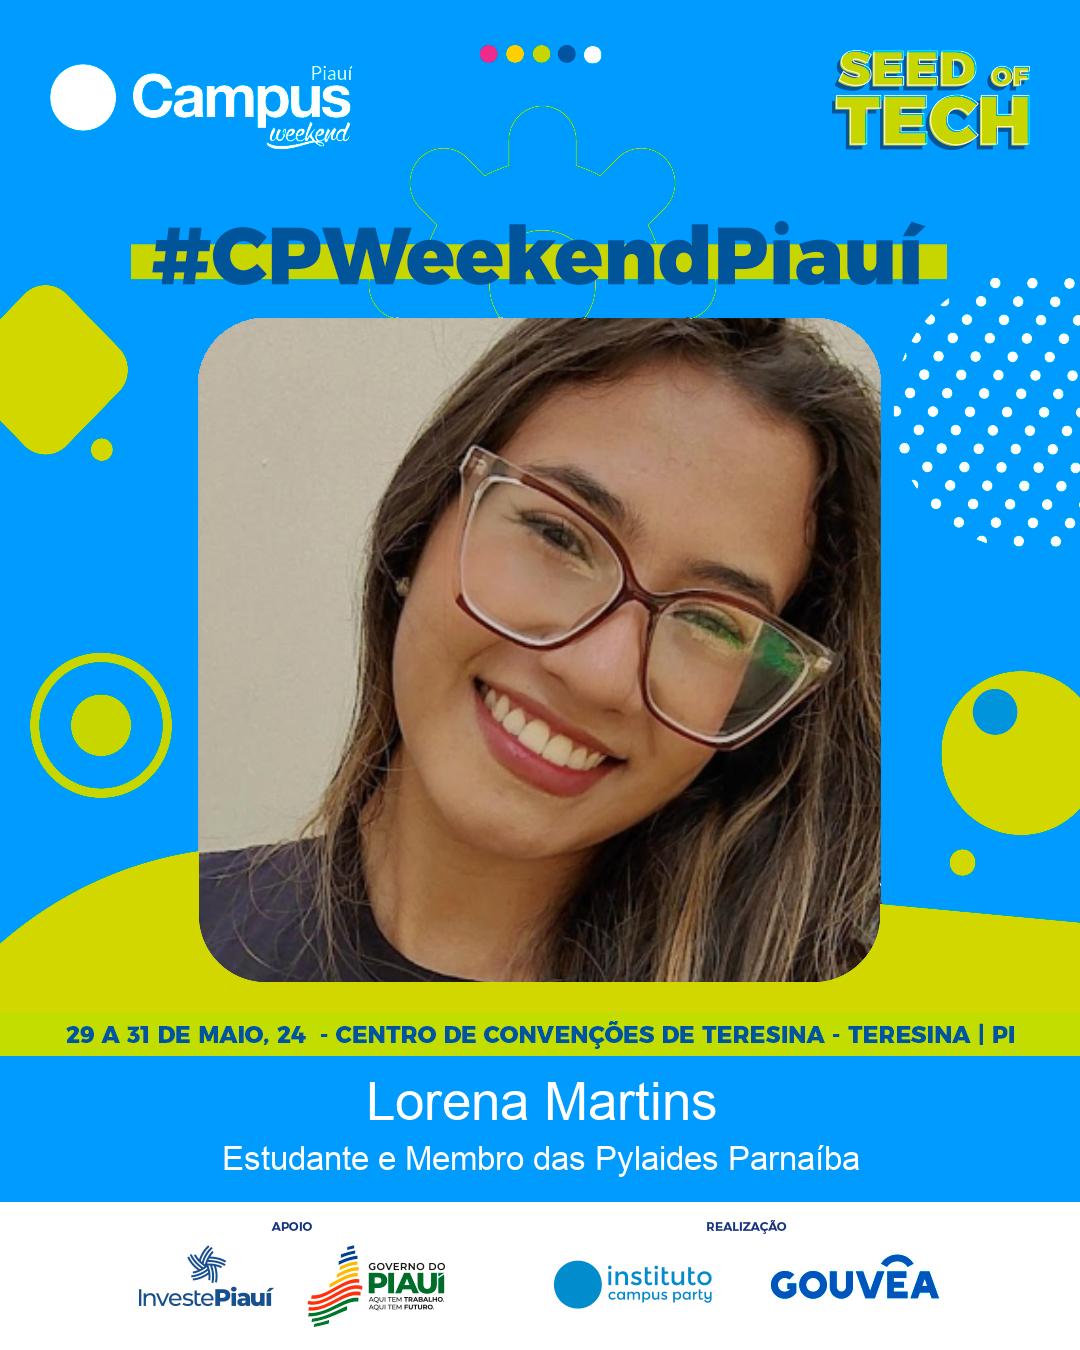 Piauí
Campus
weekend
SEED OF
TECH
#CPWeekendPiauí
29 A 31 DE MAIO, 24 - CENTRO DE CONVENÇÕES DE TERESINA - TERESINA | PI
Lorena Martins
Estudante e Membro das Pylaides Parnaíba
APOIO
REALIZAÇÃO
InvestePiauí
GOVERNO DO
PIAUÍ
AQUI TEM TRABALHO.
AQUI TEM FUTURO.
instituto
campus party
GOUVÊA